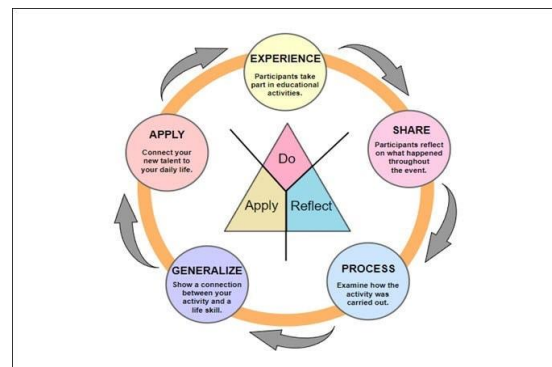 EXPERIENCE
Participants take
part in educational
activities.
SHARE
Participants reflect
on what happened
throughout
the event.
PROCESS
Examine how the
activity was
carried out.
GENERALIZE
Show a connection
between your
activity and a
life skill.
APPLY
Connect your
new talent to
your daily life.
Do
Apply
Reflect